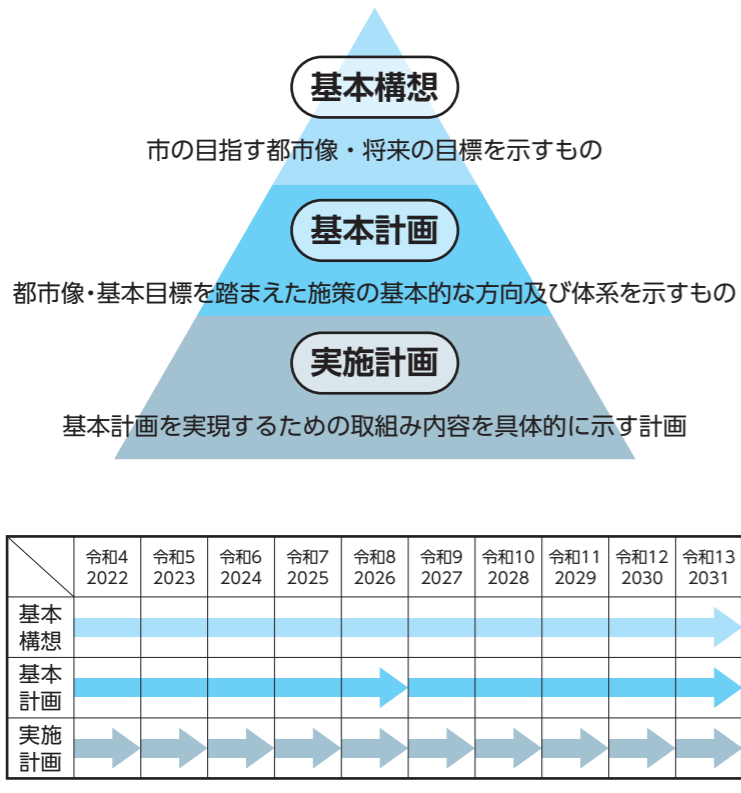 基本構想
市の目指す都市像・将来の目標を示すもの
基本計画
都市像・基本目標を踏まえた施策の基本的な方向及び体系を示すもの
実施計画
基本計画を実現するための取組み内容を具体的に示す計画
令和4 令和5 令和6 令和7 令和8 令和9 令和10 令和11 令和12 令和13
2022 2023 2024 2025 2026 2027 2028 2029 2030 2031
基本
構想
基本
計画
実施
計画